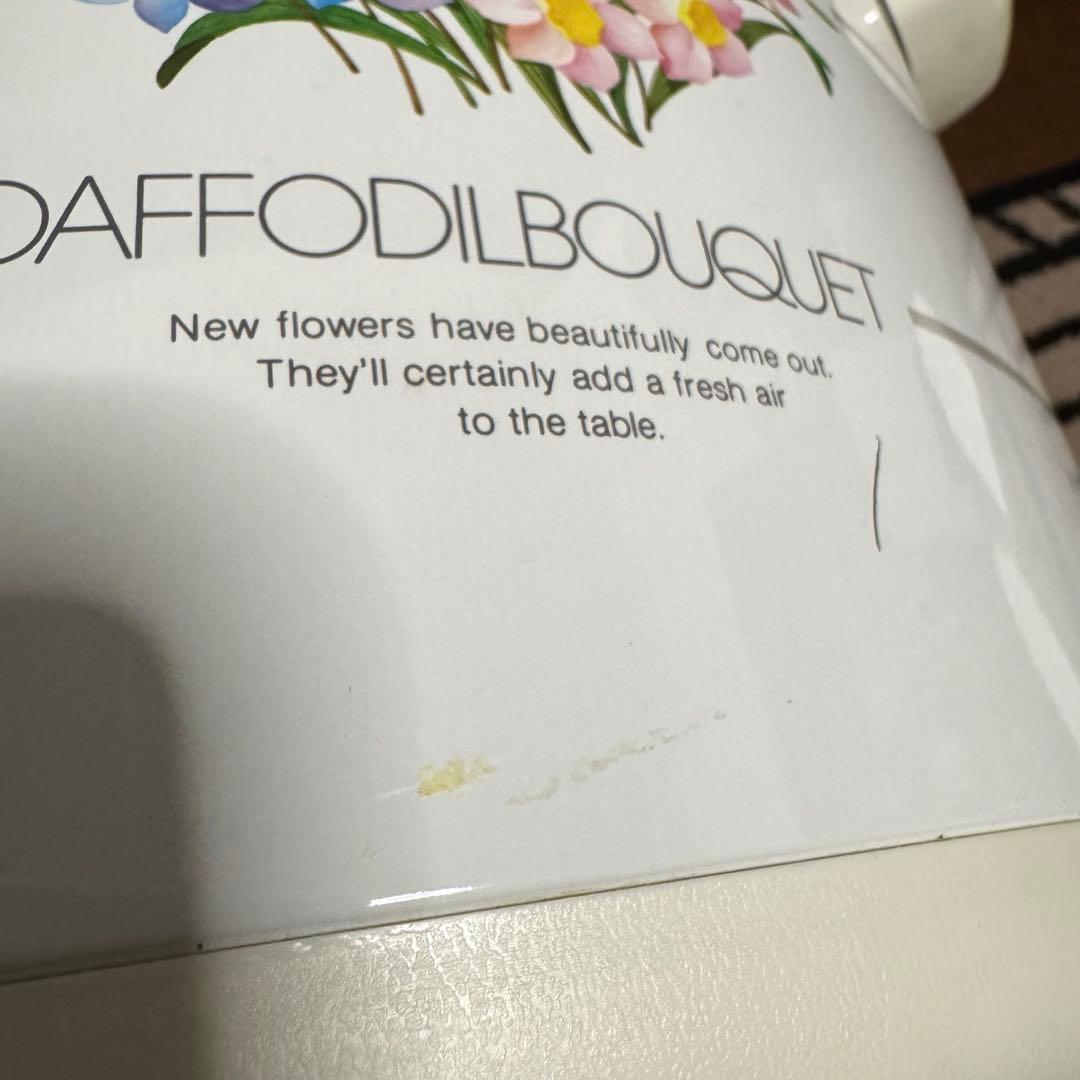 DAFFODILBOUQUET
New flowers have beautifully come out.
They'll certainly add a fresh air
to the table.